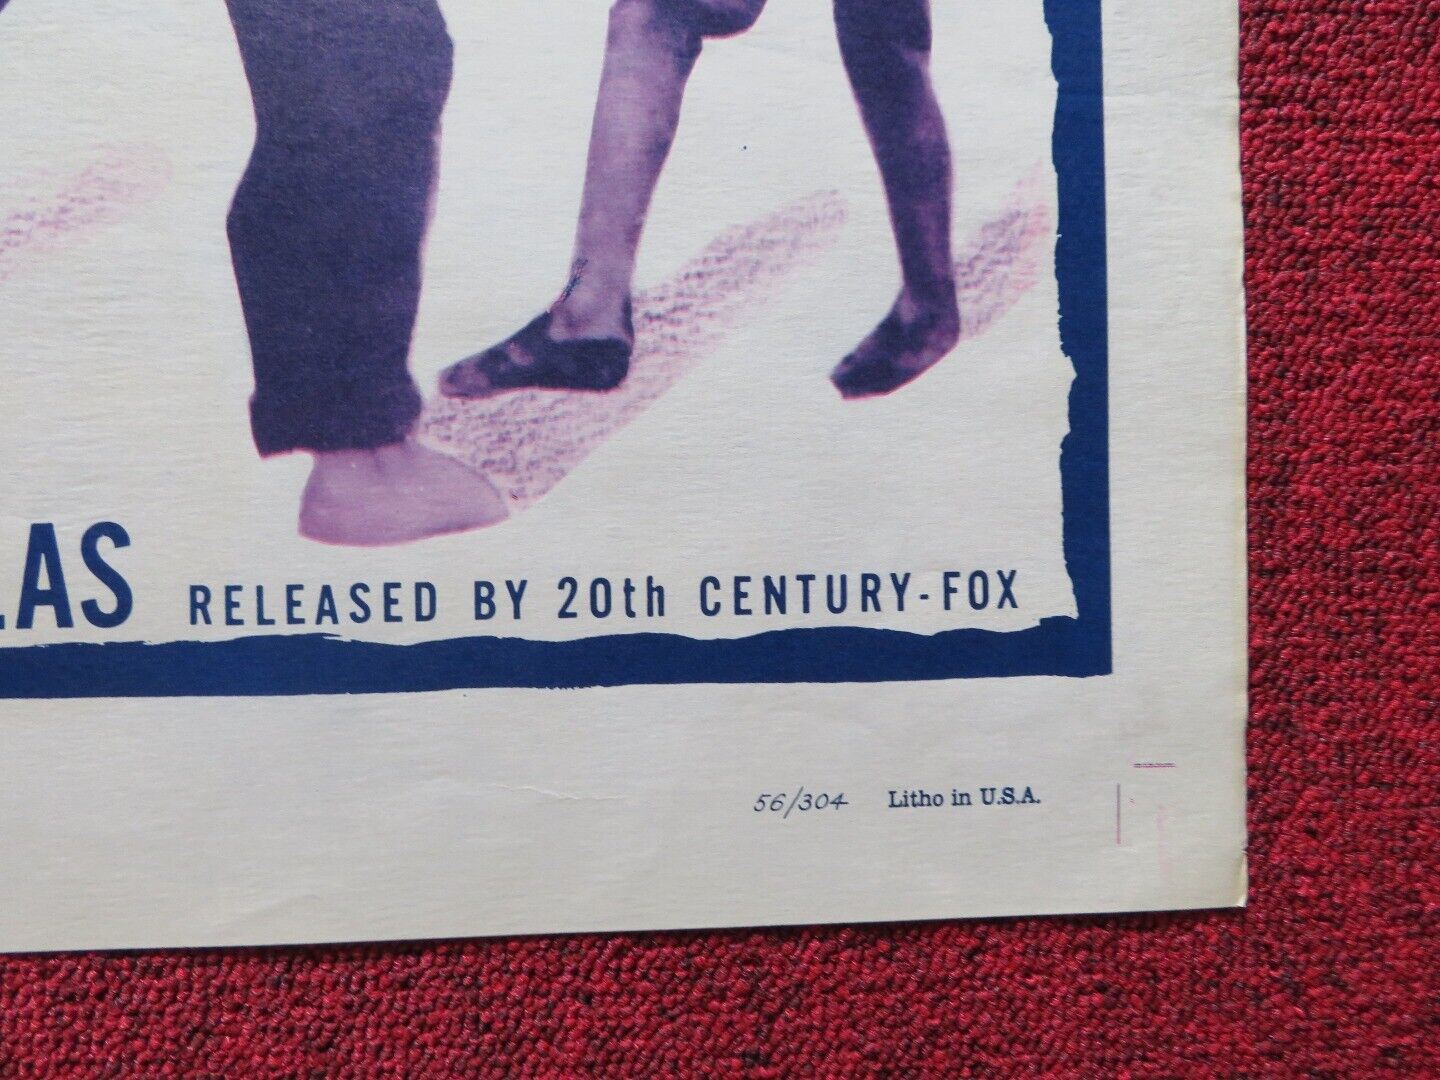 LAS RELEASED BY 20th CENTURY-FOX
56/304 Litho in U.S.A.